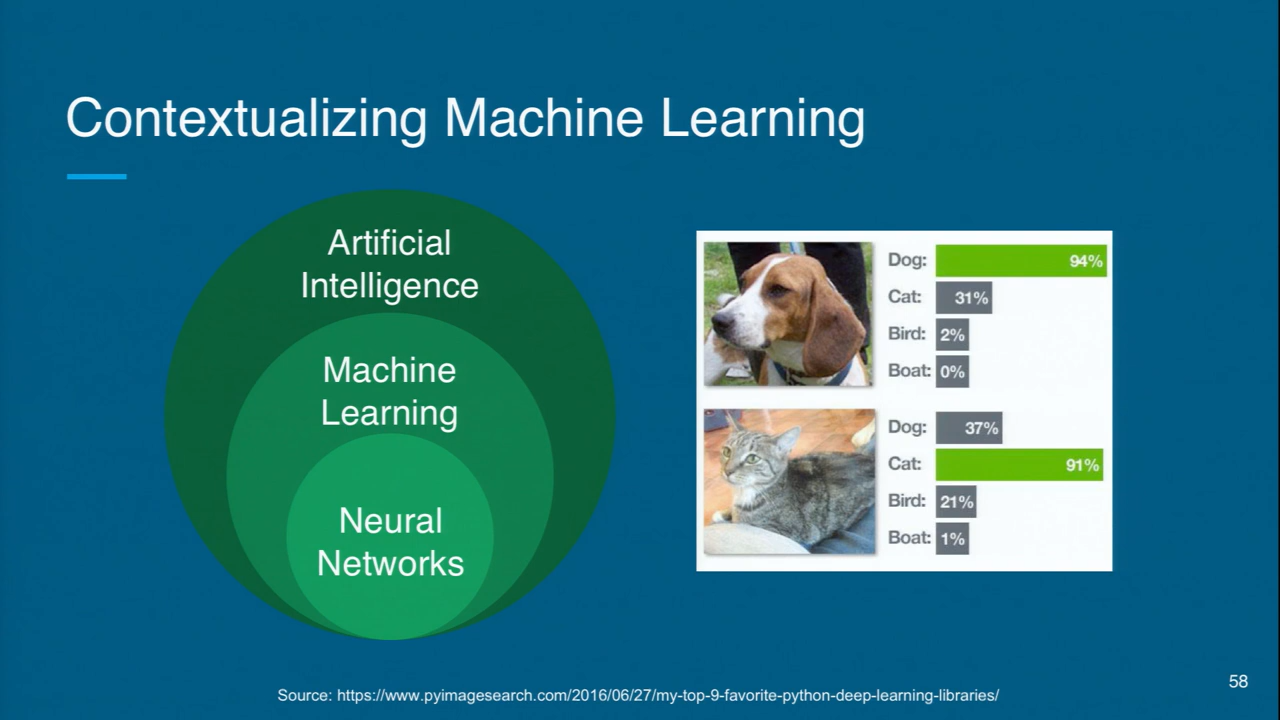 Contextualizing Machine Learning
Artificial
Intelligence
Machine
Learning
Neural
Networks
Dog: 94%
Cat: 31%
Bird: 2%
Boat: 0%
Dog: 37%
Cat: 91%
Bird: 21%
Boat: 1%
Source: https://www.pyimagesearch.com/2016/06/27/my-top-9-favorite-python-deep-learning-libraries/
58